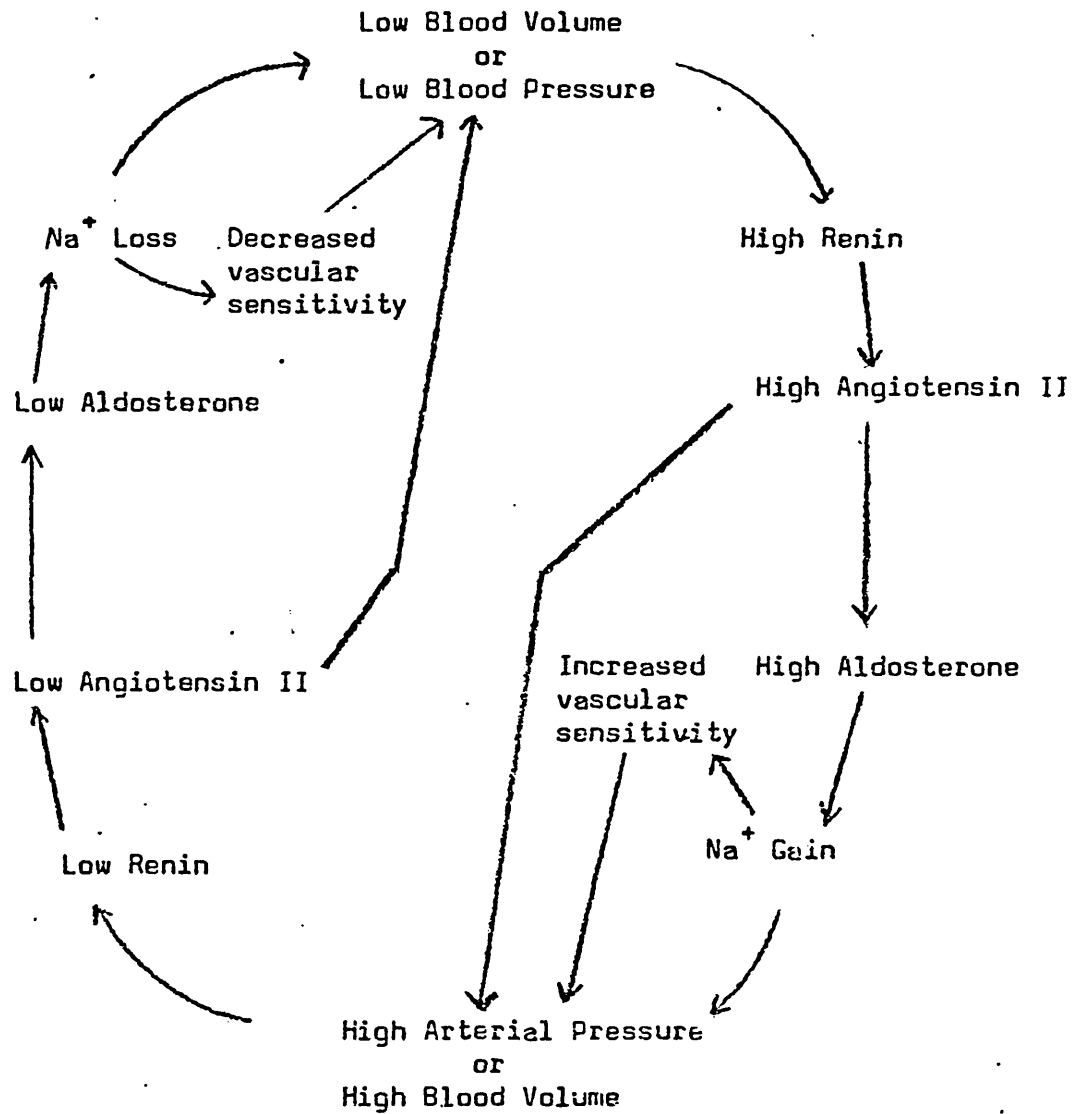 Low Blood Volume
or
Low Blood Pressure
Na+ Loss
Decreased
vascular
sensitivity
High Renin
Low Aldosterone
High Angiotensin II
Low Angiotensin II
Increased
vascular
sensitivity
High Aldosterone
Na+ Gain
Low Renin
High Arterial Pressure
or
High Blood Volume